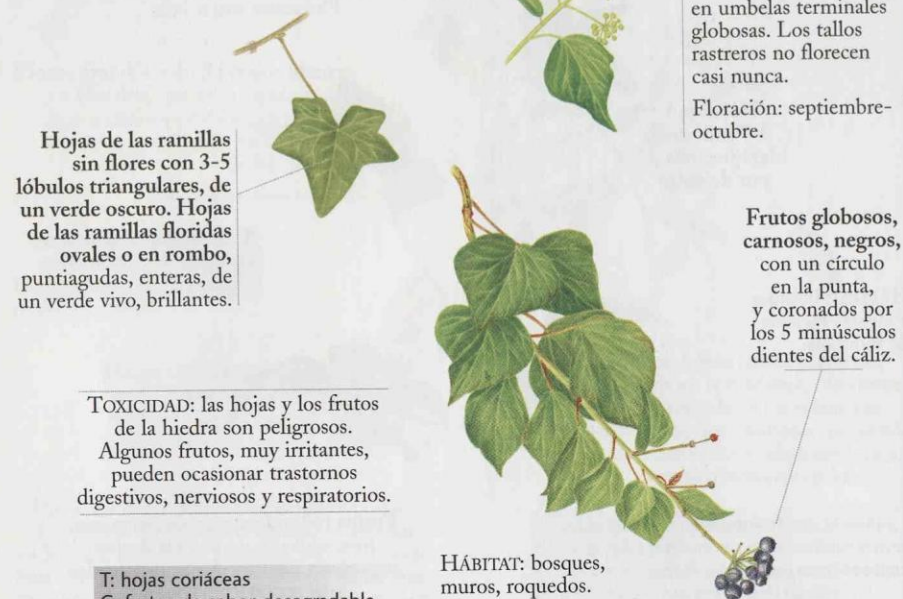 en umbelas terminales
globosas. Los tallos
rastreros no florecen
casi nunca.
Floración: septiembre-
octubre.
Hojas de las ramillas
sin flores con 3-5
lóbulos triangulares, de
un verde oscuro. Hojas
de las ramillas floridas
ovales o en rombo,
puntiagudas, enteras, de
un verde vivo, brillantes.
Frutos globosos,
carnosos, negros,
con un círculo
en la punta,
y coronados por
los 5 minúsculos
dientes del cáliz.
TOXICIDAD: las hojas y los frutos
de la hiedra son peligrosos.
Algunos frutos, muy irritantes,
pueden ocasionar trastornos
digestivos, nerviosos y respiratorios.
HÁBITAT: bosques,
muros, roquedos.
T: hojas coriáceas
frutos de sabor desagradable